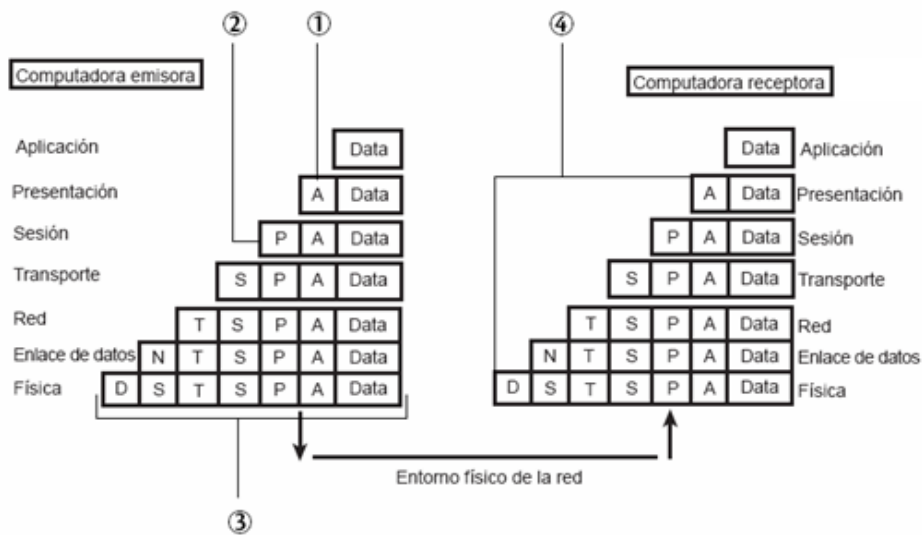 ② ① ④
Computadora emisora
Computadora receptora
Aplicación Data Data Aplicación
Presentación A Data A Data Presentación
Sesión P A Data P A Data Sesión
Transporte S P A Data S P A Data Transporte
Red T S P A Data T S P A Data Red
Enlace de datos N T S P A Data N T S P A Data Enlace de datos
Física D S T S P A Data D S T S P A Data Física
Entorno físico de la red
③